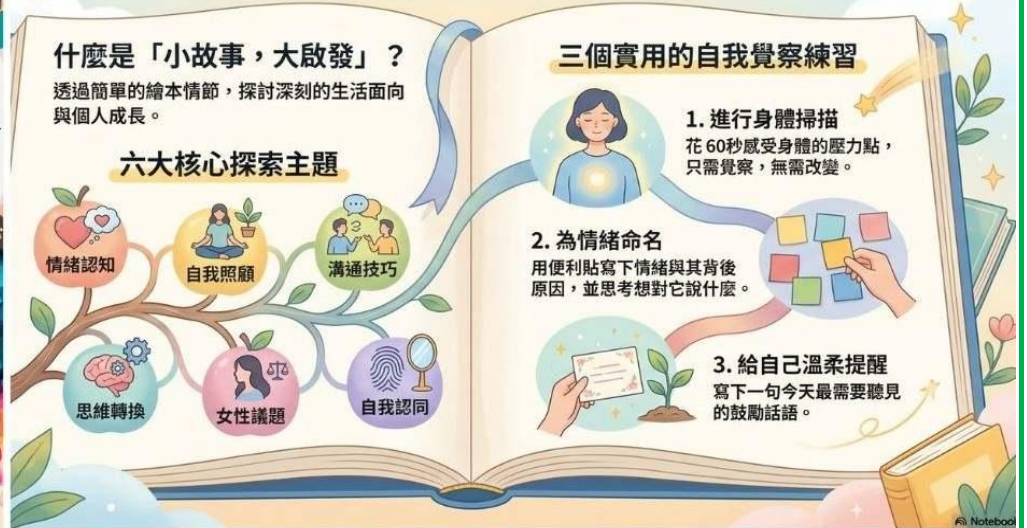 什麼是「小故事，大啟發」？
透過簡單的繪本情節，探討深刻的生活面向
與個人成長。
六大核心探索主題
情緒認知
自我照顧
溝通技巧
思維轉換
女性議題
自我認同
三個實用的自我覺察練習
1. 進行身體掃描
花 60秒感受身體的壓力點，
只需覺察，無需改變。
2. 為情緒命名
用便利貼寫下情緒與其背後
原因，並思考想對它說什麼。
3. 給自己溫柔提醒
寫下一句今天最需要聽見
的鼓勵話語。
Notebook